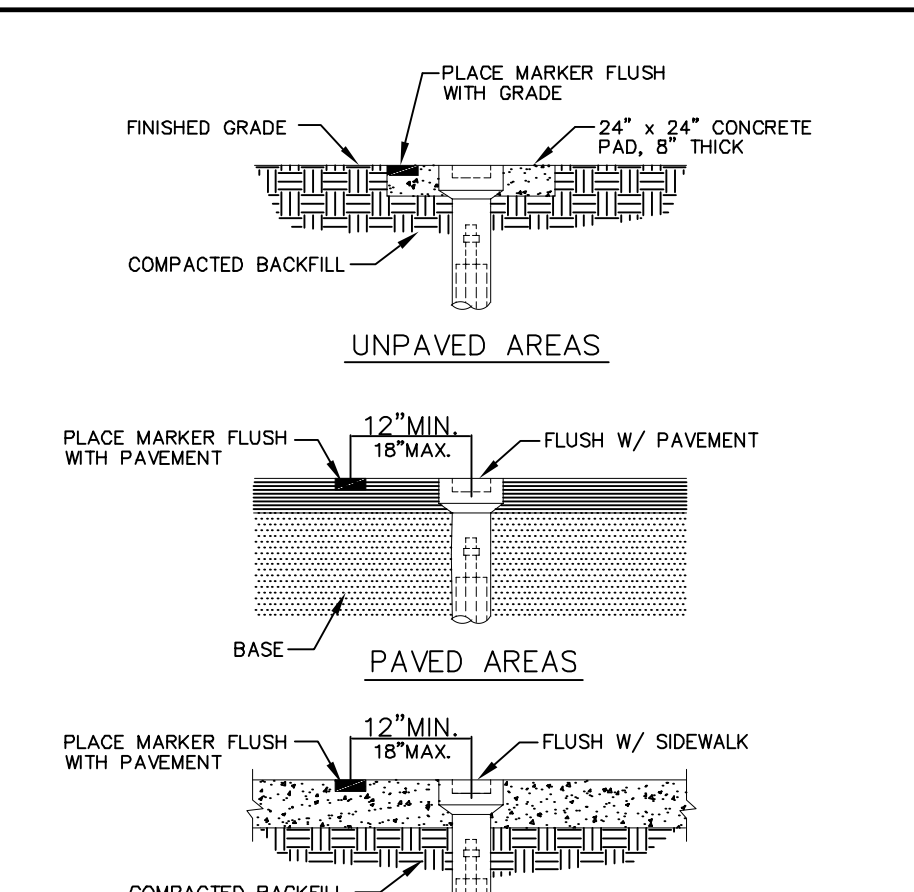 PLACE MARKER FLUSH
WITH GRADE
FINISHED GRADE
24" x 24" CONCRETE
PAD, 8" THICK
COMPACTED BACKFILL
UNPAVED AREAS
12"MIN.
18"MAX.
PLACE MARKER FLUSH
WITH PAVEMENT
FLUSH W/ PAVEMENT
BASE
PAVED AREAS
12"MIN.
18"MAX.
PLACE MARKER FLUSH
WITH PAVEMENT
FLUSH W/ SIDEWALK
COMPACTED BACKFILL